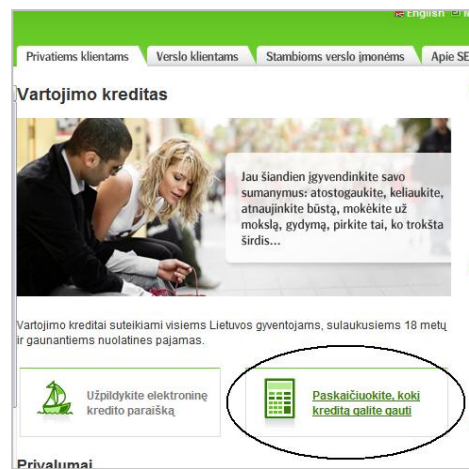 English
Privatiems klientams
Verslo klientams
Stambioms verslo įmonėms
Apie SE
Vartojimo kreditas
Jau šiandien įgyvendinkite savo
sumanymus: atostogaukite, keliaukite,
atnaujinkite būstą, mokėkite už
mokslą, gydymą, pirkite tai, ko trokšta
širdis...
Vartojimo kreditai suteikiami visiems Lietuvos gyventojams, sulaukusiems 18 metų
ir gaunantiems nuolatines pajamas.
Užpildykite elektroninę
kredito paraišką
Paskaičiuokite, kokį
kreditą galite gauti
Privalumai